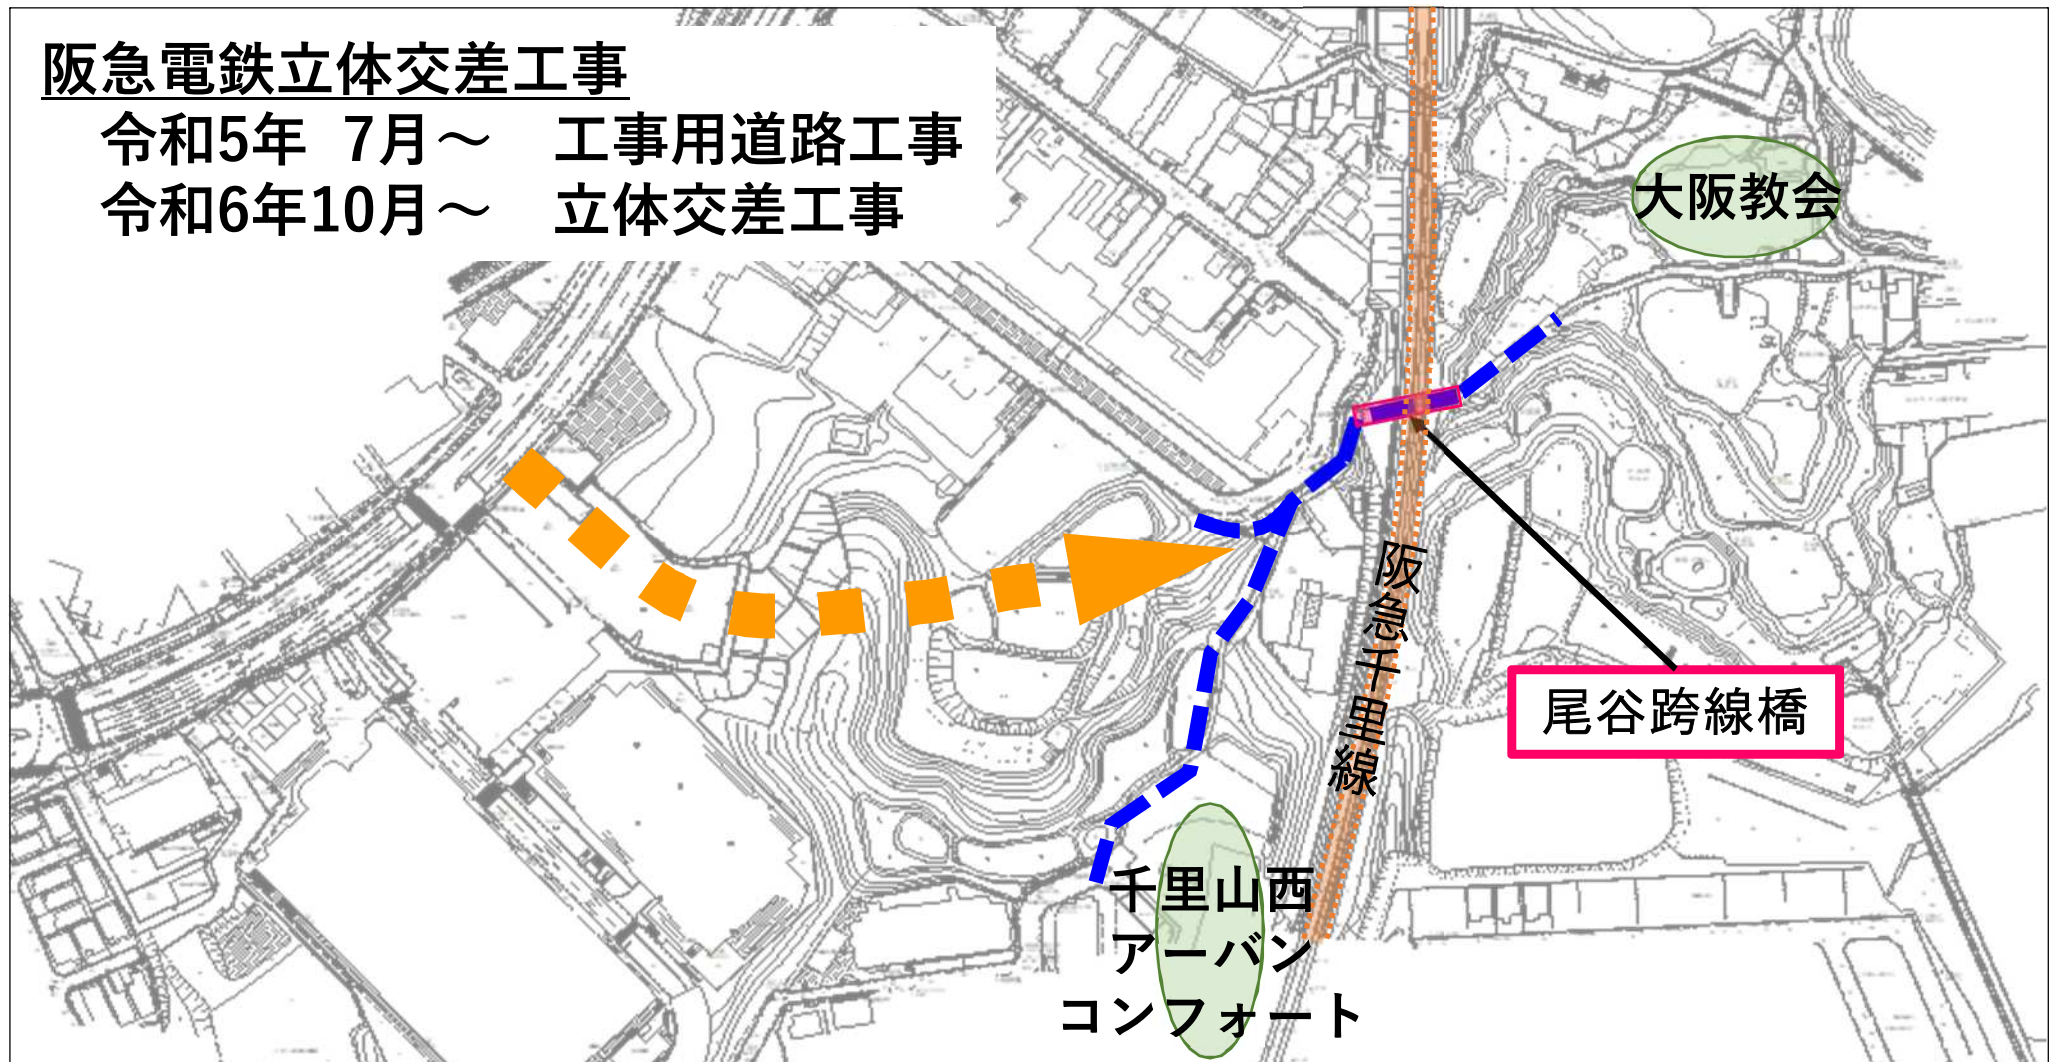 阪急電鉄立体交差工事
令和5年 7月～ 工事用道路工事
令和6年10月～ 立体交差工事
大阪教会
阪急千里線
尾谷跨線橋
千里山西
アーバン
コンフォート